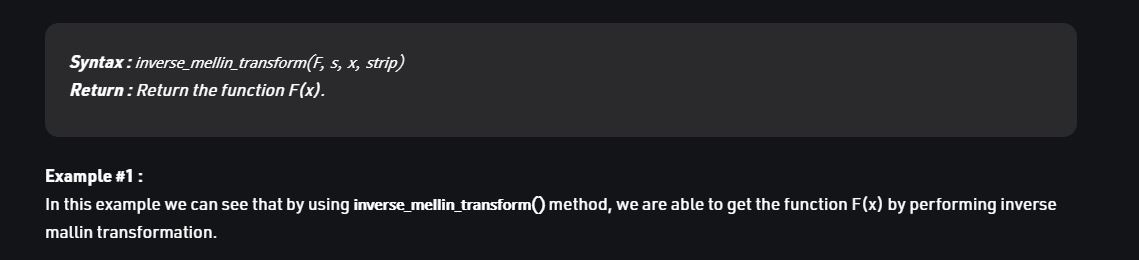 Syntax : inverse_mellin_transform(F, s, x, strip)
Return : Return the function F(x).
Example #1 :
In this example we can see that by using inverse_mellin_transform() method, we are able to get the function F(x) by performing inverse
mallin transformation.